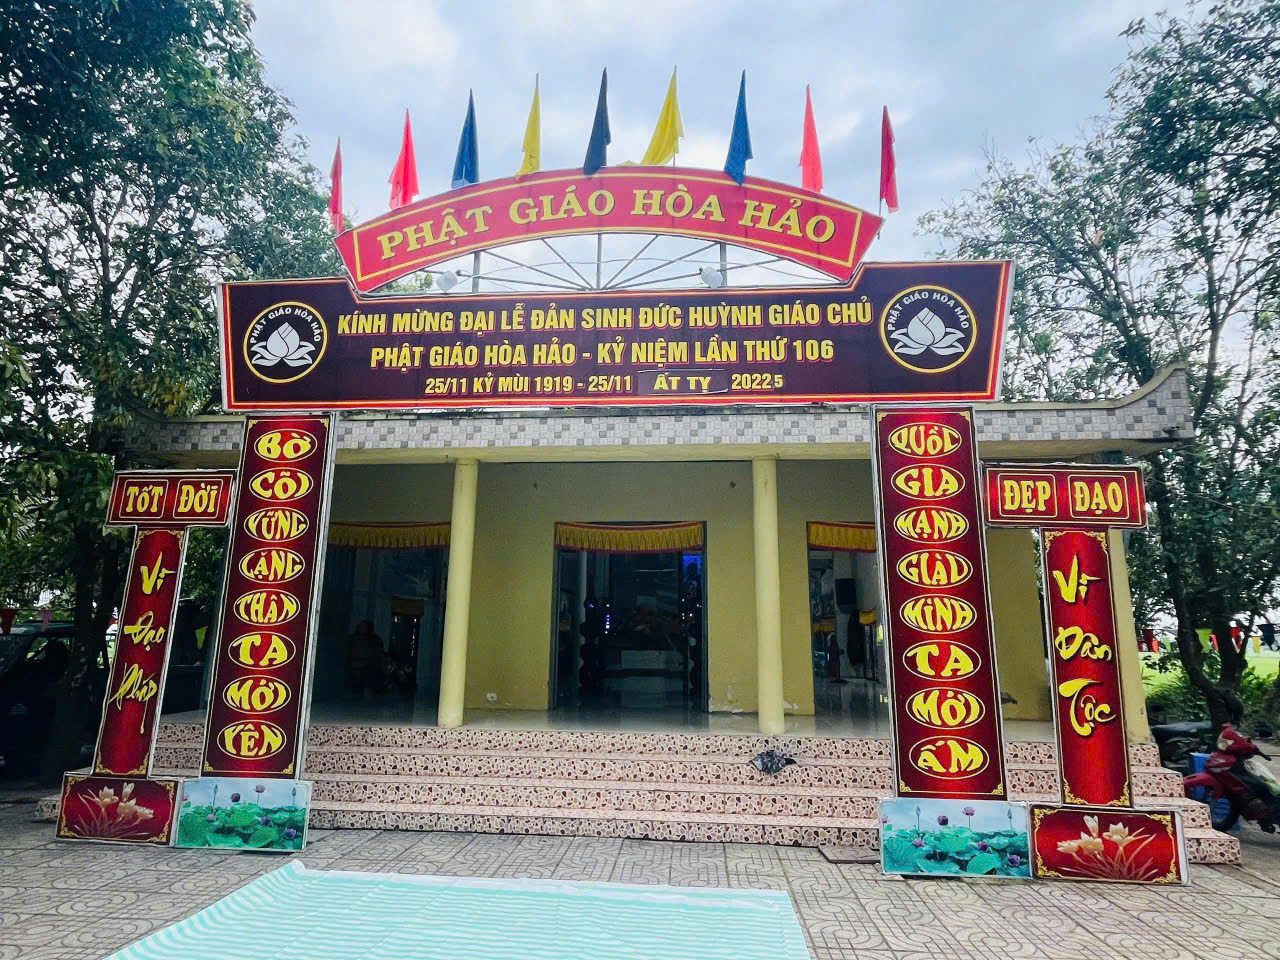 PHẬT GIÁO HÒA HẢO
PHẬT GIÁO HÒA HẢO
KÍNH MỪNG ĐẠI LỄ ĐẢN SINH ĐỨC HUỲNH GIÁO CHỦ
PHẬT GIÁO HÒA HẢO - KỶ NIỆM LẦN THỨ 106
25/11 KỶ MÙI 1919 - 25/11 ẤT TỴ 20225
PHẬT GIÁO HÒA HẢO
TỐT ĐỜI
Vì
Đạo
Pháp
BỜ
CÕI
VỮNG
LẶNG
THÂN
TA
MỚI
YÊN
QUỐC
GIA
MẠNH
GIÀU
MÌNH
TA
MỚI
ẤM
ĐẸP ĐẠO
Vì
Dân
Tộc